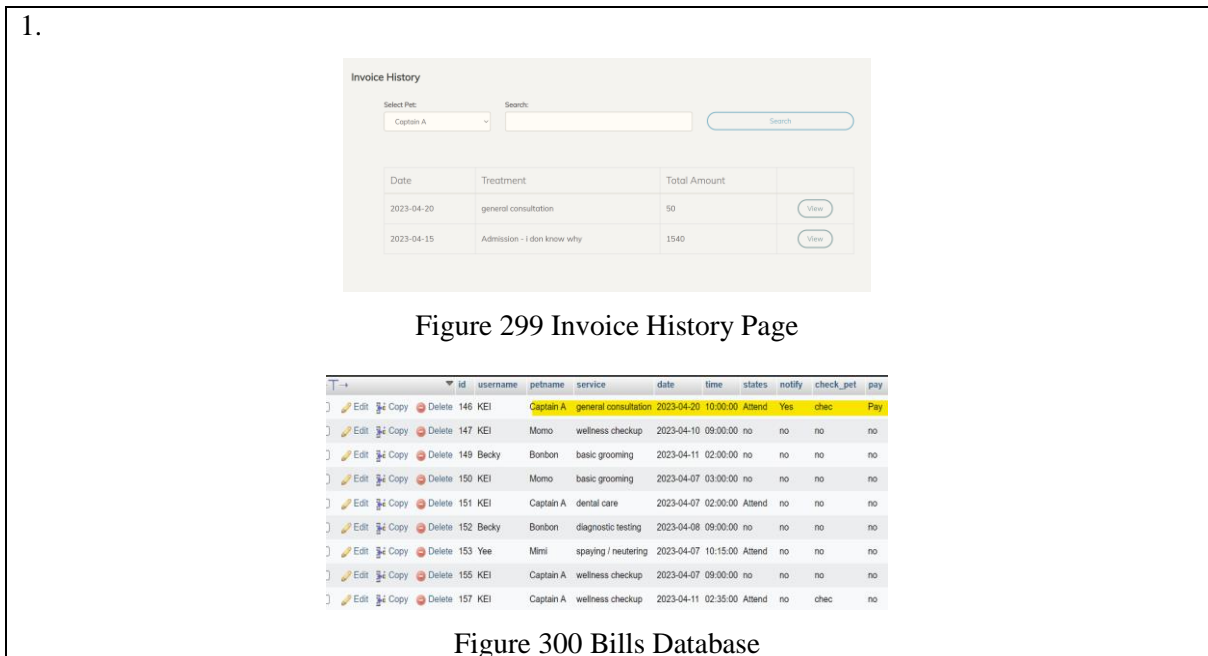 1.
Invoice History
Select Pet: Search:
Captain A Search
Date Treatment Total Amount
2023-04-20 general consultation 50 View
2023-04-15 Admission - i don know why 1540 View
Figure 299 Invoice History Page
id username petname service date time states notify check_pet pay
Edit Copy Delete 146 KEI Captain A general consultation 2023-04-20 10:00:00 Attend Yes chec Pay
Edit Copy Delete 147 KEI Momo wellness checkup 2023-04-10 09:00:00 no no no no
Edit Copy Delete 149 Becky Bonbon basic grooming 2023-04-11 02:00:00 no no no no
Edit Copy Delete 150 KEI Momo basic grooming 2023-04-07 03:00:00 no no no no
Edit Copy Delete 151 KEI Captain A dental care 2023-04-07 02:00:00 Attend no no no
Edit Copy Delete 152 Becky Bonbon diagnostic testing 2023-04-08 09:00:00 no no no no
Edit Copy Delete 153 Yee Mimi spaying / neutering 2023-04-07 10:15:00 Attend no no no
Edit Copy Delete 155 KEI Captain A wellness checkup 2023-04-07 09:00:00 no no no no
Edit Copy Delete 157 KEI Captain A wellness checkup 2023-04-11 02:35:00 Attend no chec no
Figure 300 Bills Database